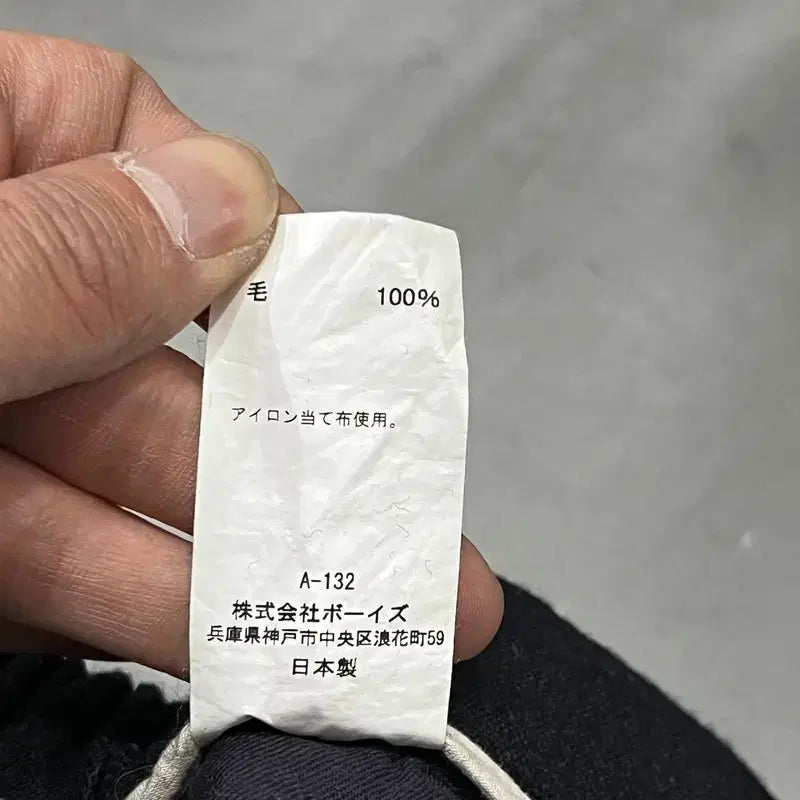 毛 100%
アイロン当て布使用。
A-132
株式会社ボーイズ
兵庫県神戸市中央区浪花町59
日本製